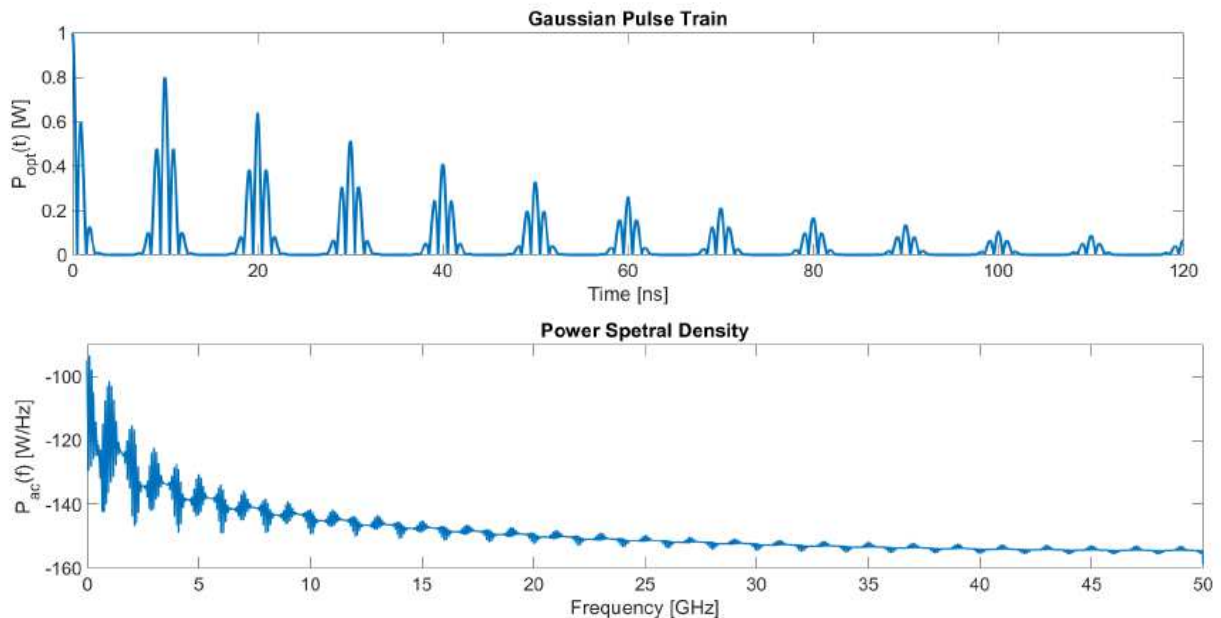 Gaussian Pulse Train
1
0.8
0.6
0.4
0.2
0
P_opt(t) [W]
0 20 40 60 80 100 120
Time [ns]
Power Spetral Density
-100
-120
-140
-160
P_ac(f) [W/Hz]
0 5 10 15 20 25 30 35 40 45 50
Frequency [GHz]